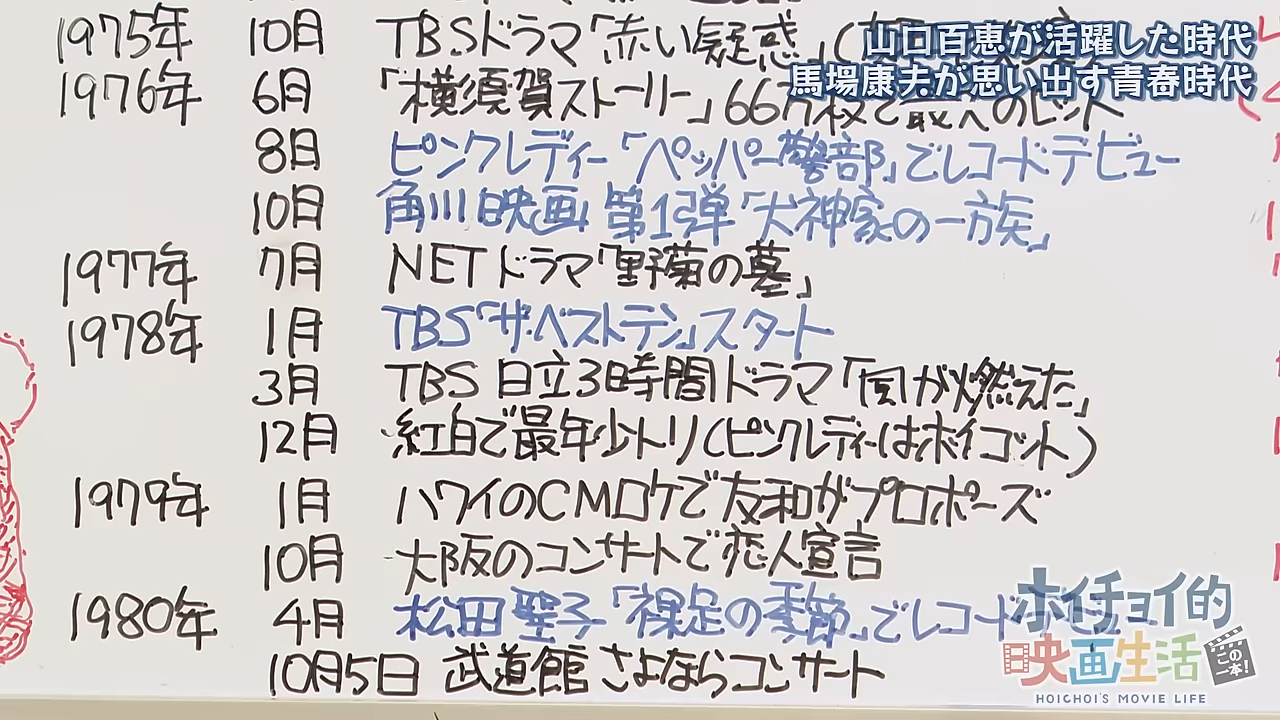 山口百恵が活躍した時代
馬場康夫が思い出す青春時代
1975年 10月 TBSドラマ「赤い疑惑」(
1976年 6月 「横須賀ストーリー」66万枚で最大のヒット
8月 ピンクレディー「ペッパー警部」でレコードデビュー
10月 角川映画 第1弾「犬神家の一族」
1977年 7月 NETドラマ「野菊の墓」
1978年 1月 TBS「ザ・ベストテン」スタート
3月 TBS 日立3時間ドラマ「風が燃えた」
12月 紅白で最年少トリ(ピンクレディーはボイコット)
1979年 1月 ハワイのCMロケで友和がプロポーズ
10月 大阪のコンサートで恋人宣言
1980年 4月 松田聖子「裸足の季節」でレコード
10月5日 武道館 さよならコンサート
ホイチョイ的
映画生活
この一本!
HOICHOI'S MOVIE LIFE